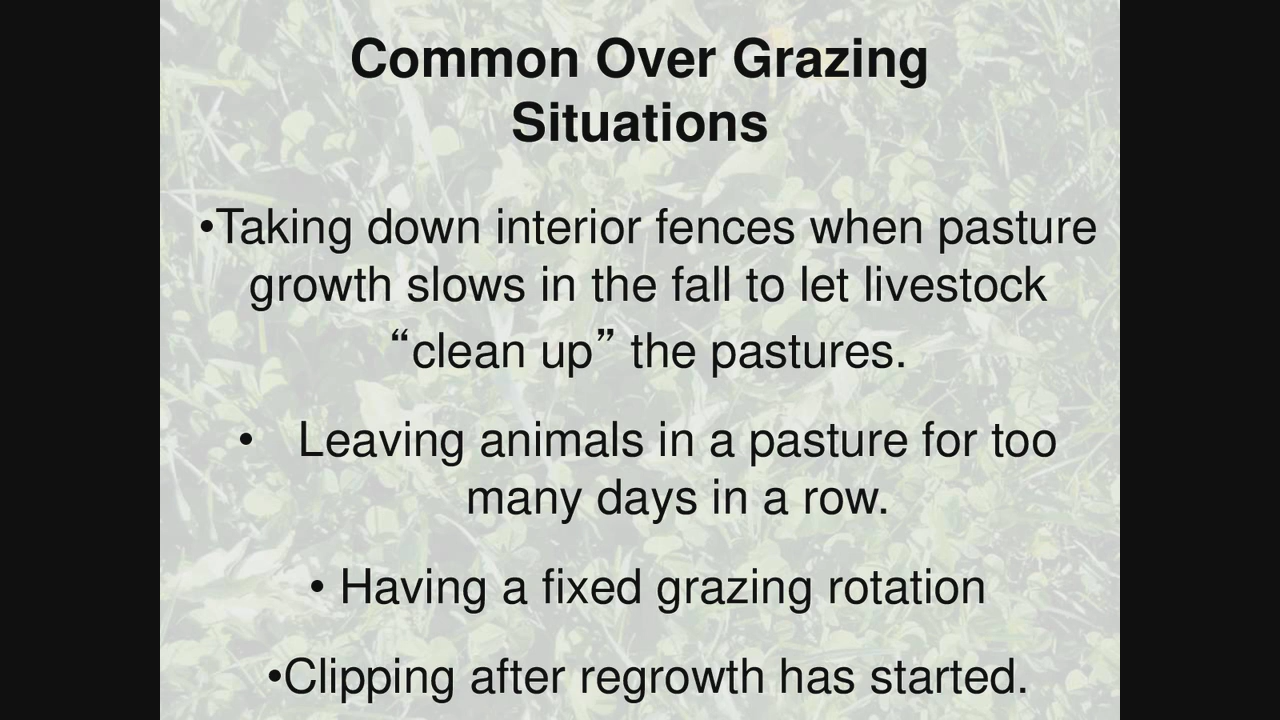 Common Over Grazing
Situations
•Taking down interior fences when pasture
growth slows in the fall to let livestock
“clean up” the pastures.
• Leaving animals in a pasture for too
many days in a row.
• Having a fixed grazing rotation
•Clipping after regrowth has started.